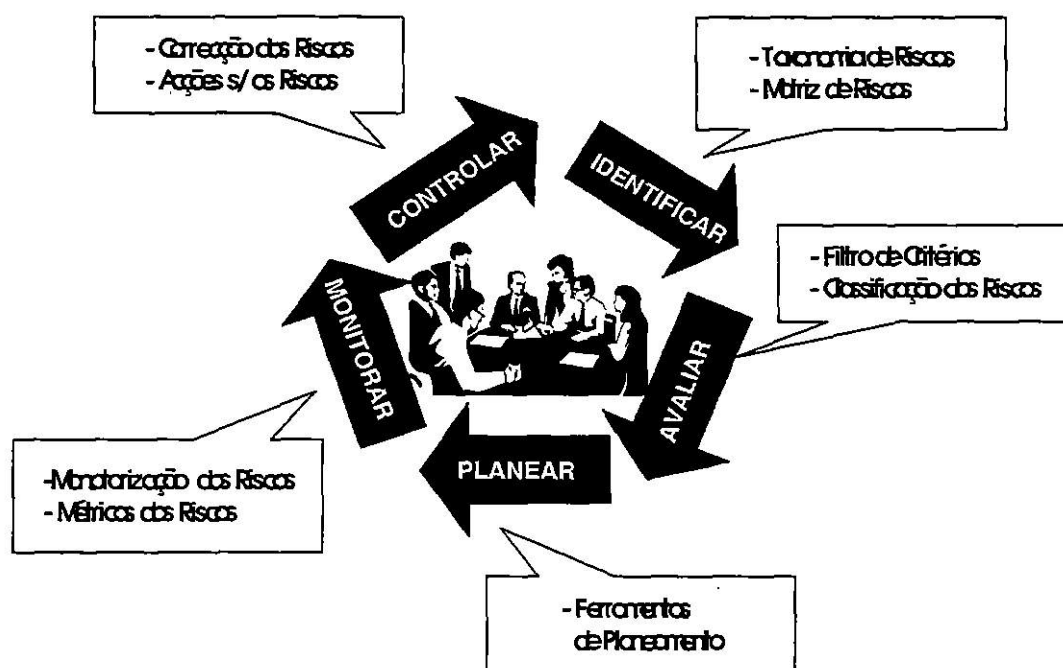 - Correcção dos Riscos
- Acções s/ os Riscos
- Taxonomia de Riscos
- Matriz de Riscos
CONTROLAR
IDENTIFICAR
- Filtro de Critérios
- Classificação dos Riscos
MONITORAR
AVALIAR
PLANEAR
-Monotorização dos Riscos
- Métricas dos Riscos
- Ferramentas
de Planeamento